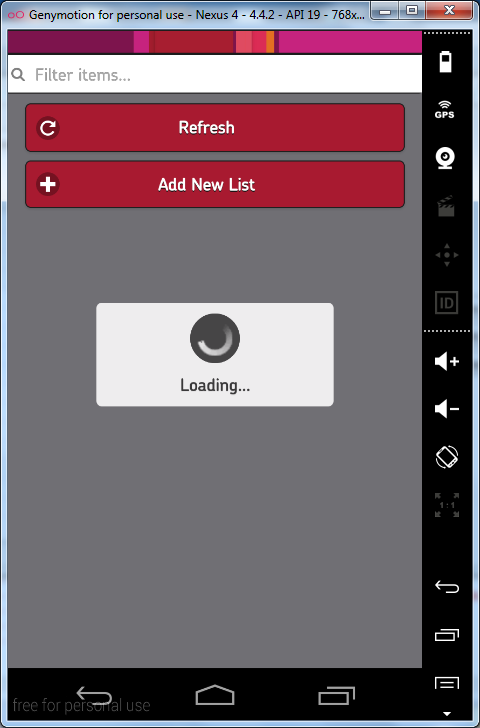 Genymotion for personal use - Nexus 4 - 4.4.2 - API 19 - 768x...
Filter items...
GPS
Refresh
Add New List
ID
Loading...
1:1
free for personal use